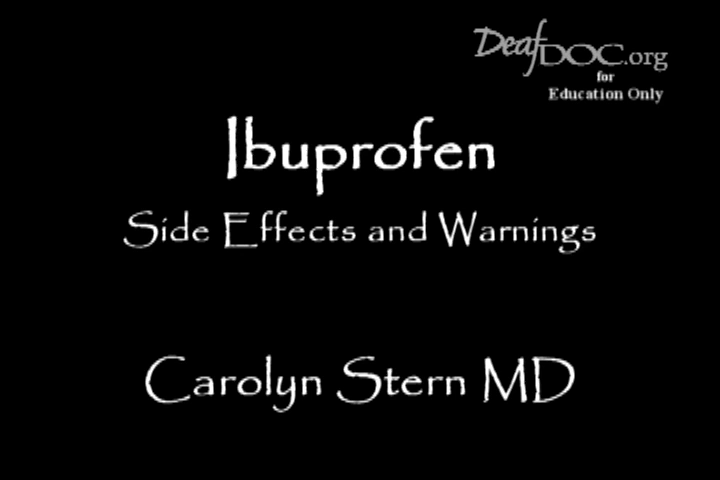 DeafDOC.org
for
Education Only
Ibuprofen
Side Effects and Warnings
Carolyn Stern MD